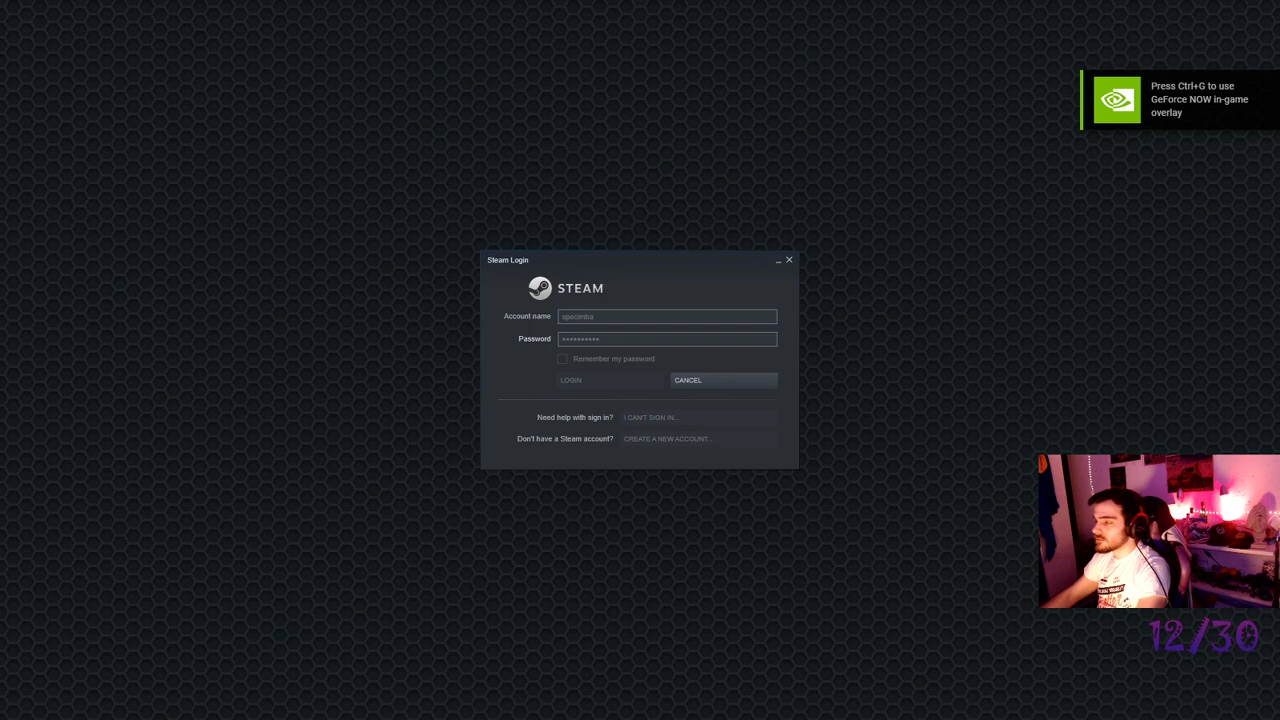 Press Ctrl+G to use
GeForce NOW in-game
overlay
Steam Login
STEAM
Account name specimba
Password **********
Remember my password
LOGIN CANCEL
Need help with sign in? I CAN'T SIGN IN...
Don't have a Steam account? CREATE A NEW ACCOUNT...
12/30